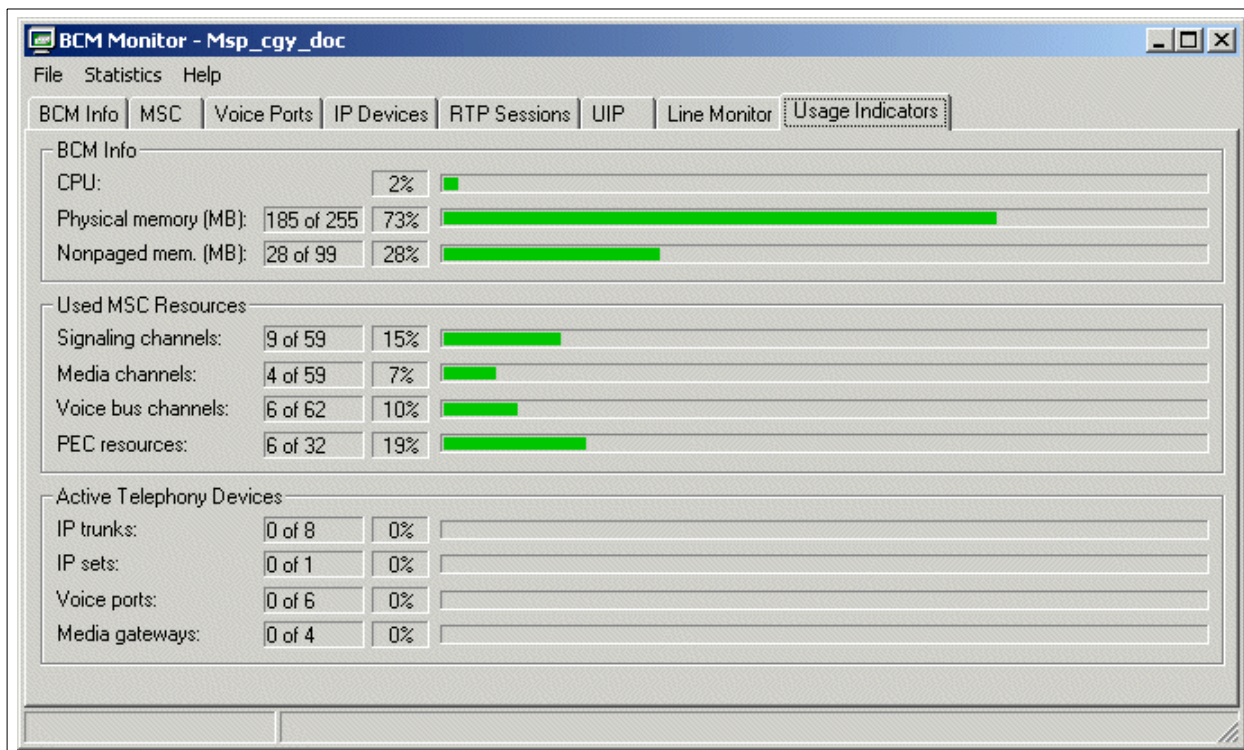 BCM Monitor - Msp_cgy_doc
File Statistics Help
BCM Info MSC Voice Ports IP Devices RTP Sessions UIP Line Monitor Usage Indicators
BCM Info
CPU: 2%
Physical memory (MB): 185 of 255 73%
Nonpaged mem. (MB): 28 of 99 28%
Used MSC Resources
Signaling channels: 9 of 59 15%
Media channels: 4 of 59 7%
Voice bus channels: 6 of 62 10%
PEC resources: 6 of 32 19%
Active Telephony Devices
IP trunks: 0 of 8 0%
IP sets: 0 of 1 0%
Voice ports: 0 of 6 0%
Media gateways: 0 of 4 0%